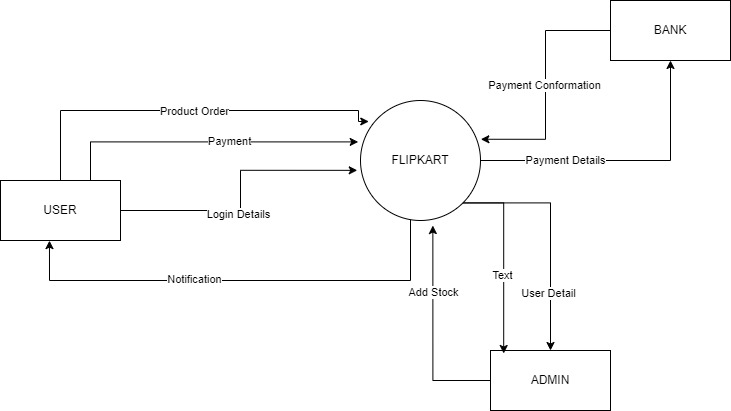 BANK
Payment Conformation
Product Order
Payment
FLIPKART
Payment Details
USER
Login Details
Notification
Text
Add Stock
User Detail
ADMIN